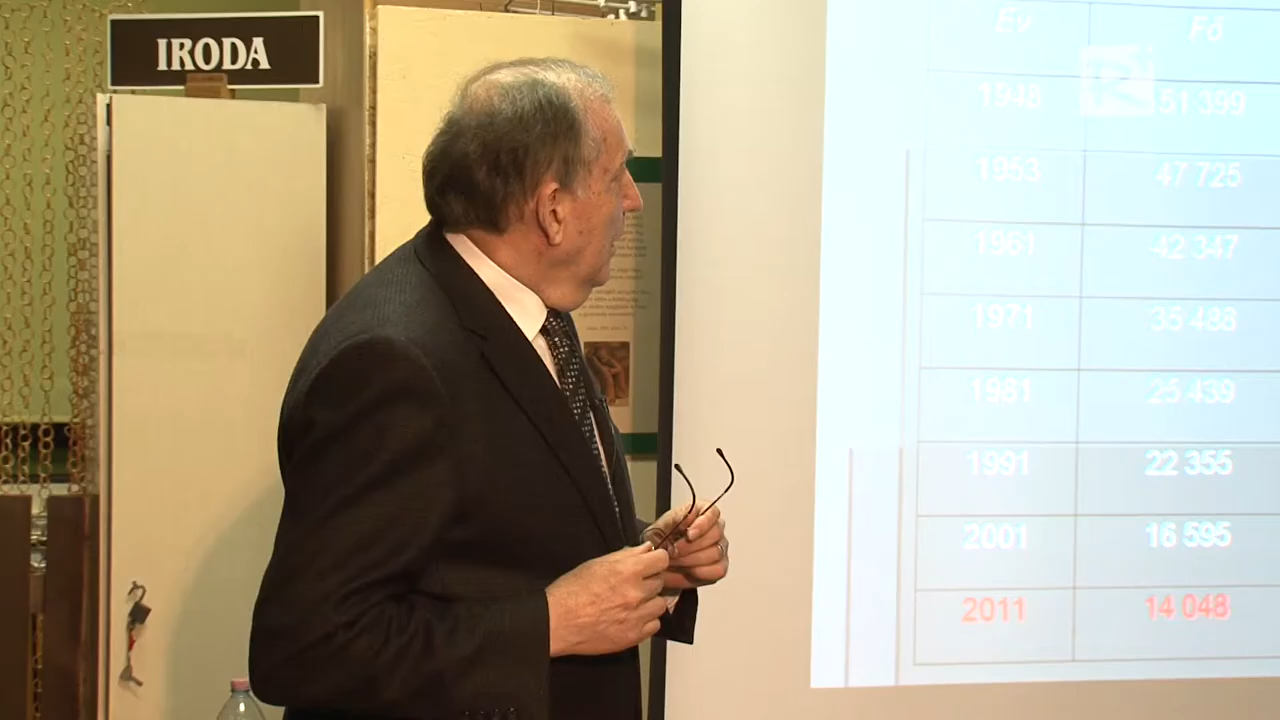 IRODA
Év Fő
1948 51 399
1953 47 725
1961 42 347
1971 35 488
1981 25 439
1991 22 355
2001 16 595
2011 14 048